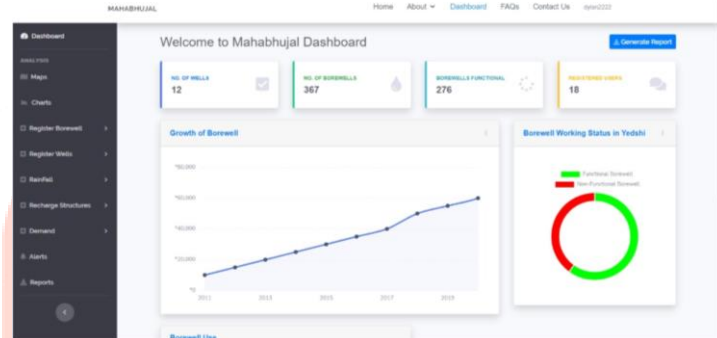 MAHABHUJAL
Home About Dashboard FAQs Contact Us
Dashboard
Welcome to Mahabhujal Dashboard
Generate Report
ANALYSIS
Maps
Charts
Register Borewell
Register Wells
Rainfall
Recharge Structures
Demand
Alerts
Reports
NO. OF WELLS
12
NO. OF BOREWELLS
367
BOREWELLS FUNCTIONAL
276
REGISTERED USERS
18
Growth of Borewell
Borewell Working Status in Yedshi
Functional Borewell
Non-Functional Borewell
2011 2013 2015 2017 2019
Borewell Use